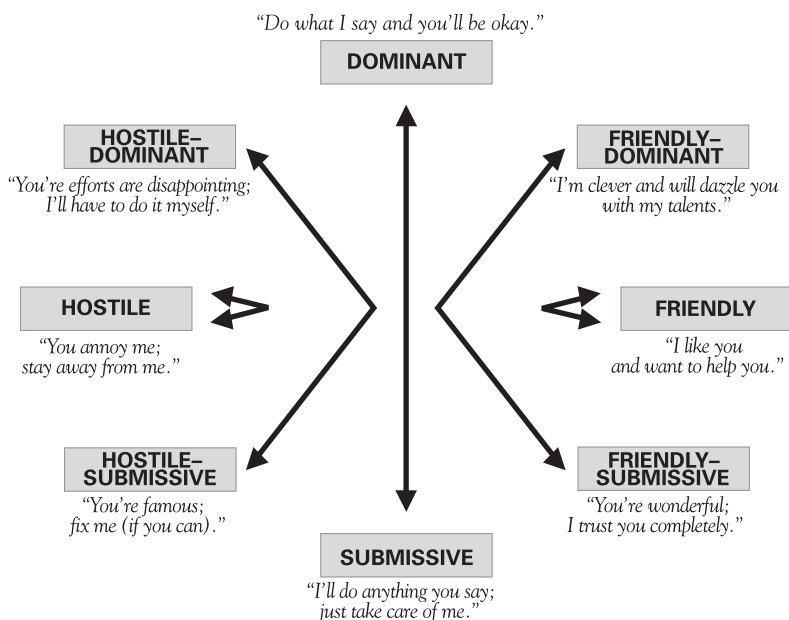 “Do what I say and you’ll be okay.”
DOMINANT
HOSTILE–
DOMINANT
“You’re efforts are disappointing;
I’ll have to do it myself.”
FRIENDLY–
DOMINANT
“I’m clever and will dazzle you
with my talents.”
HOSTILE
“You annoy me;
stay away from me.”
FRIENDLY
“I like you
and want to help you.”
HOSTILE–
SUBMISSIVE
“You’re famous;
fix me (if you can).”
FRIENDLY–
SUBMISSIVE
“You’re wonderful;
I trust you completely.”
SUBMISSIVE
“I’ll do anything you say;
just take care of me.”